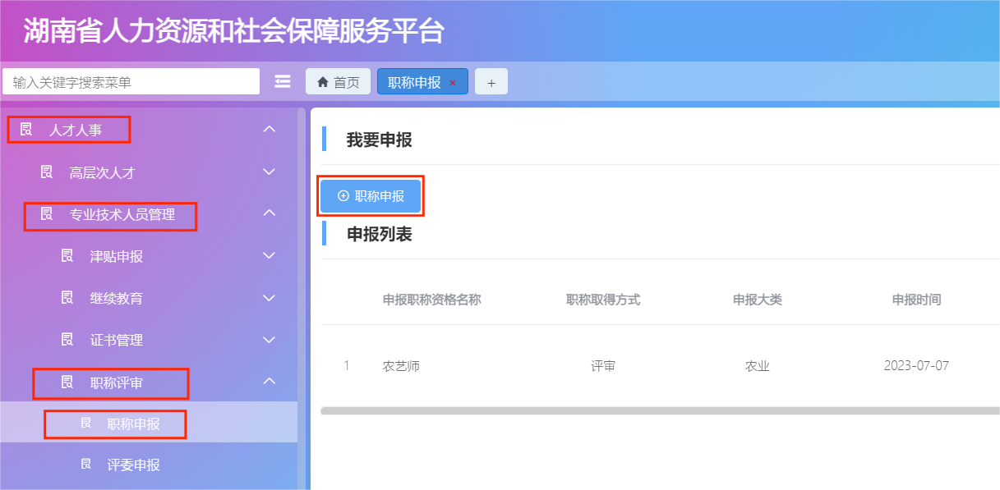 湖南省人力资源和社会保障服务平台
输入关键字搜索菜单
首页
职称申报 ×
+
人才人事
高层次人才
专业技术人员管理
津贴申报
继续教育
证书管理
职称评审
职称申报
评委申报
我要申报
职称申报
申报列表
申报职称资格名称 职称取得方式 申报大类 申报时间
1 农艺师 评审 农业 2023-07-07